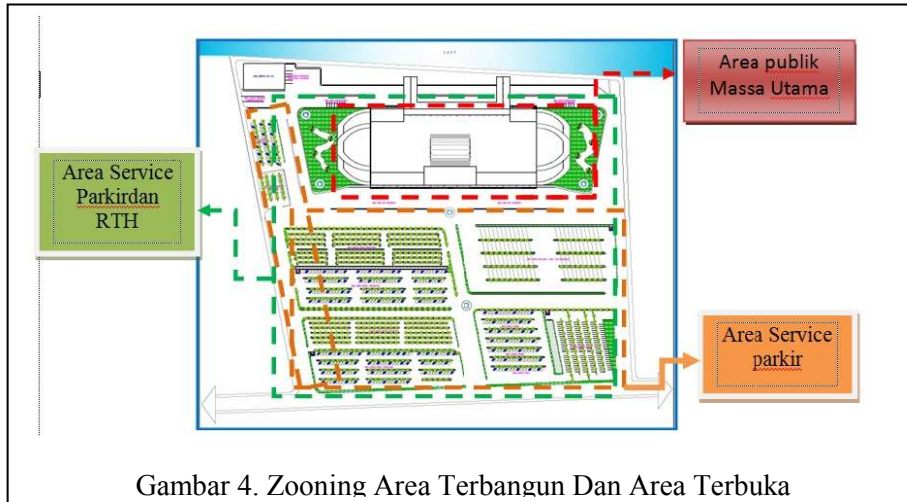 LAUT
Area publik
Massa Utama
Area Service
Parkirdan
RTH
Area Service
parkir
Gambar 4. Zooning Area Terbangun Dan Area Terbuka